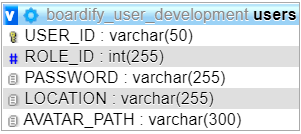 v boardify_user_development users
USER_ID : varchar(50)
# ROLE_ID : int(255)
PASSWORD : varchar(255)
LOCATION : varchar(255)
AVATAR_PATH : varchar(300)